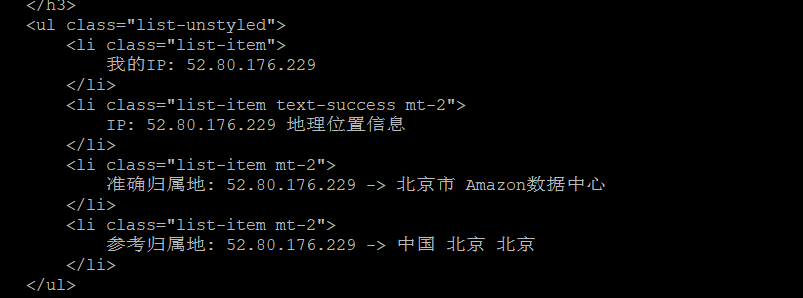 </h3>
<ul class="list-unstyled">
<li class="list-item">
我的IP: 52.80.176.229
</li>
<li class="list-item text-success mt-2">
IP: 52.80.176.229 地理位置信息
</li>
<li class="list-item mt-2">
准确归属地: 52.80.176.229 -> 北京市 Amazon数据中心
</li>
<li class="list-item mt-2">
参考归属地: 52.80.176.229 -> 中国 北京 北京
</li>
</ul>